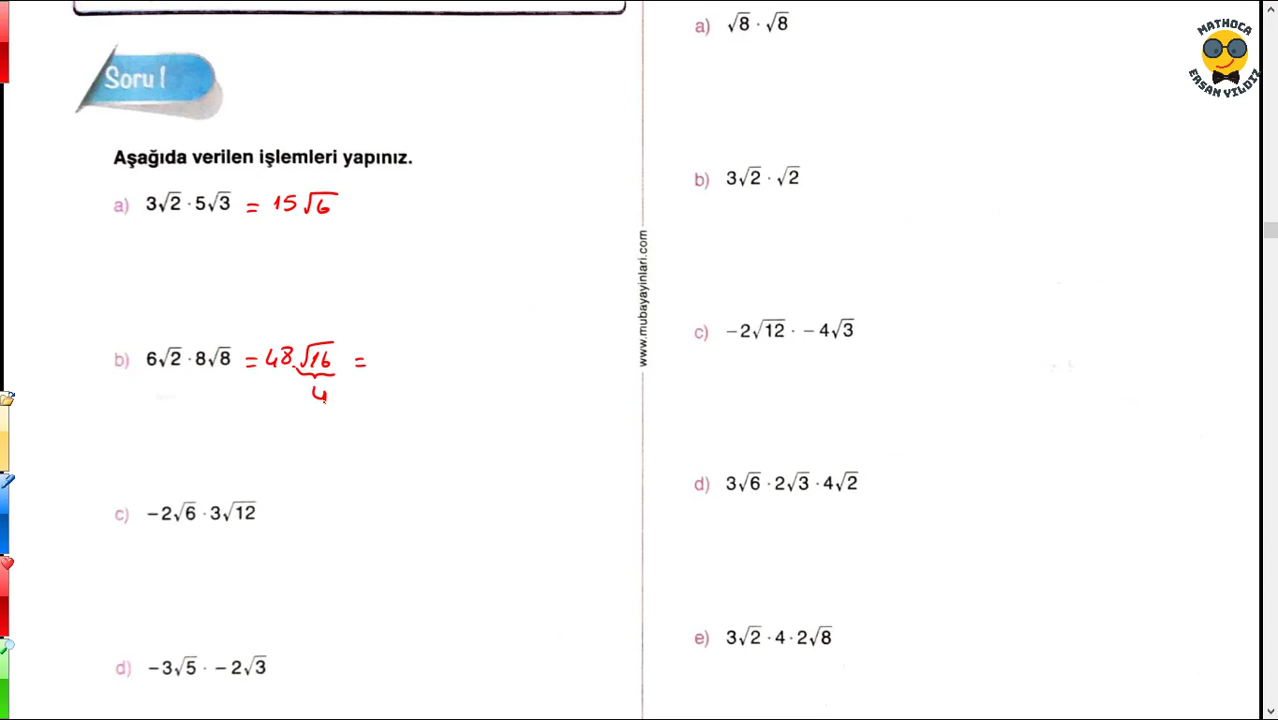 Soru 1
Aşağıda verilen işlemleri yapınız.
a) 3√2 · 5√3 = 15√6
b) 6√2 · 8√8 = 48.√16 =
4
c) −2√6 · 3√12
d) −3√5 · −2√3
www.mubayayinlari.com
a) √8 · √8
b) 3√2 · √2
c) −2√12 · −4√3
d) 3√6 · 2√3 · 4√2
e) 3√2 · 4 · 2√8
MATHOCA
ERSAN YILDIZ